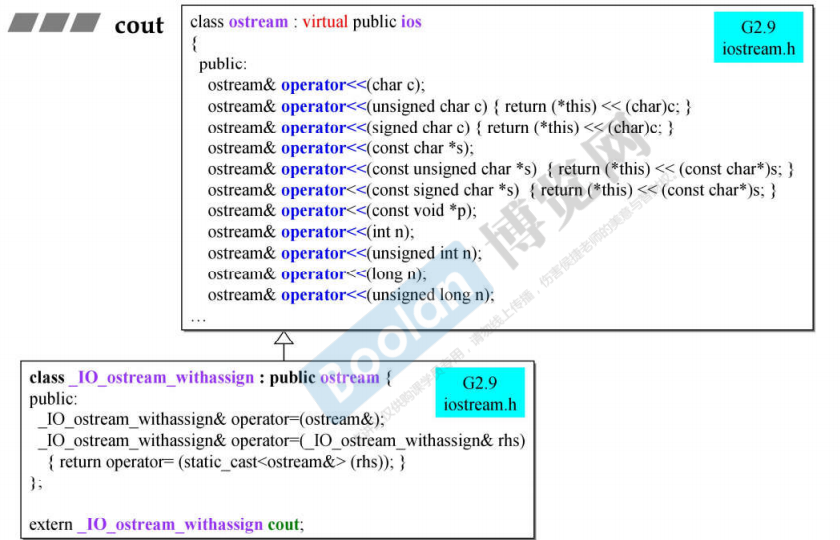 cout
class ostream : virtual public ios
{
public:
ostream& operator<<(char c);
ostream& operator<<(unsigned char c) { return (*this) << (char)c; }
ostream& operator<<(signed char c) { return (*this) << (char)c; }
ostream& operator<<(const char *s);
ostream& operator<<(const unsigned char *s) { return (*this) << (const char*)s; }
ostream& operator<<(const signed char *s) { return (*this) << (const char*)s; }
ostream& operator<<(const void *p);
ostream& operator<<(int n);
ostream& operator<<(unsigned int n);
ostream& operator<<(long n);
ostream& operator<<(unsigned long n);
…
G2.9
iostream.h
class _IO_ostream_withassign : public ostream {
public:
_IO_ostream_withassign& operator=(ostream&);
_IO_ostream_withassign& operator=(_IO_ostream_withassign& rhs)
{ return operator= (static_cast<ostream&> (rhs)); }
};
extern _IO_ostream_withassign cout;
G2.9
iostream.h
Boolan 博览网